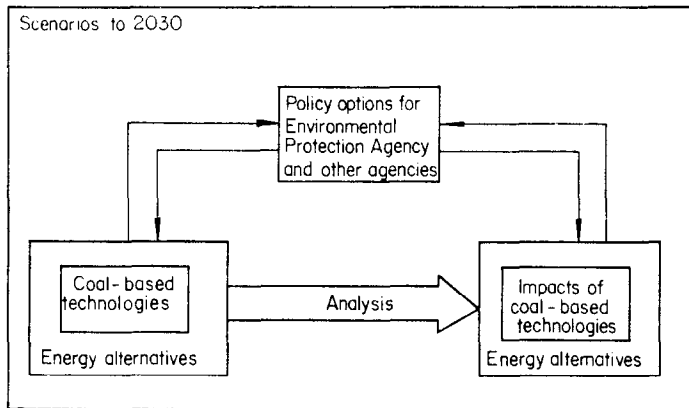 Scenarios to 2030
Policy options for
Environmental
Protection Agency
and other agencies
Coal-based
technologies
Energy alternatives
Analysis
Impacts of
coal-based
technologies
Energy alternatives